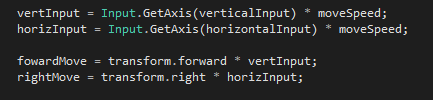 vertInput = Input.GetAxis(verticalInput) * moveSpeed;
horizInput = Input.GetAxis(horizontalInput) * moveSpeed;
fowardMove = transform.forward * vertInput;
rightMove = transform.right * horizInput;